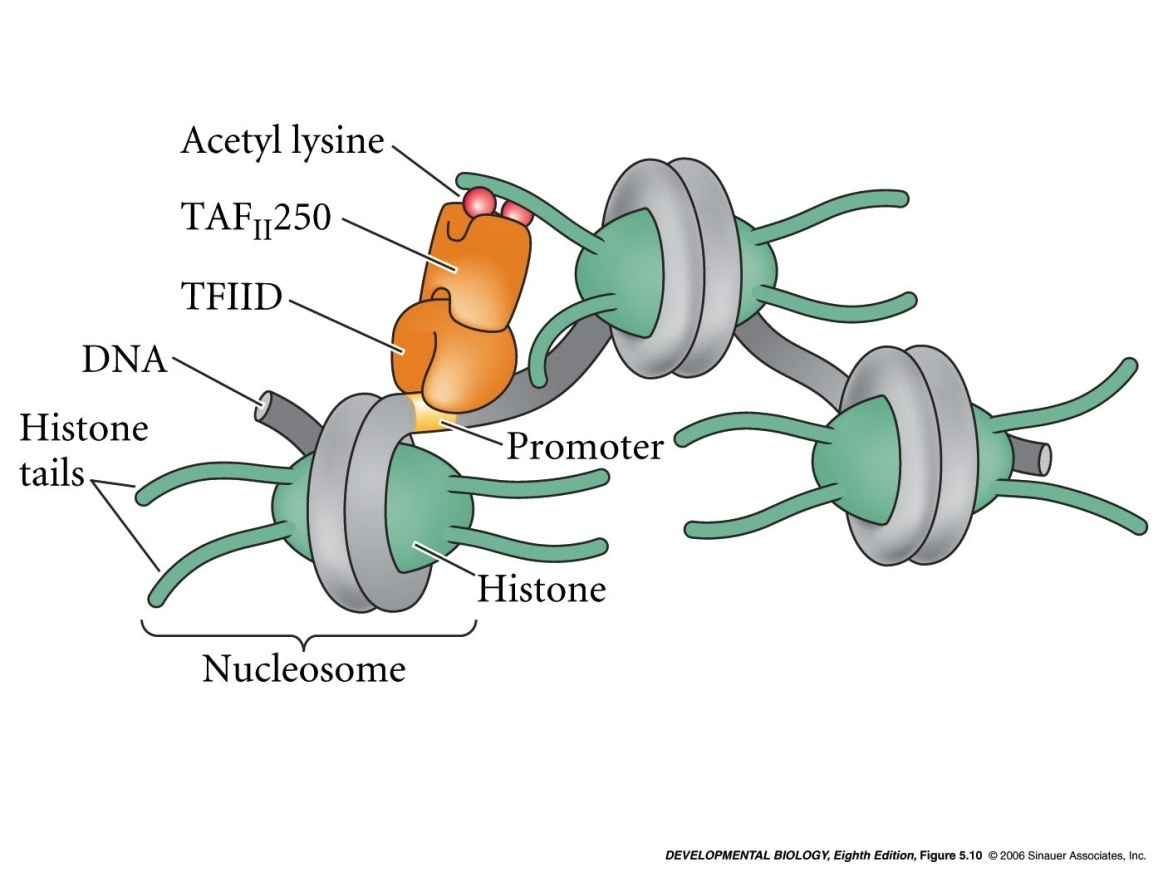 Acetyl lysine
TAFII250
TFIID
DNA
Histone
tails
Promoter
Histone
Nucleosome
DEVELOPMENTAL BIOLOGY, Eighth Edition, Figure 5.10 © 2006 Sinauer Associates, Inc.